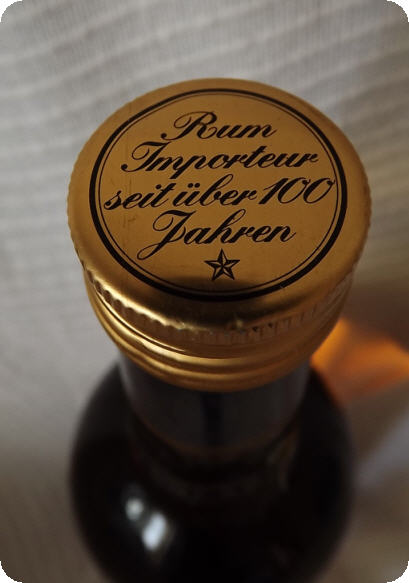 Rum
Importeur
seit über 100
Jahren